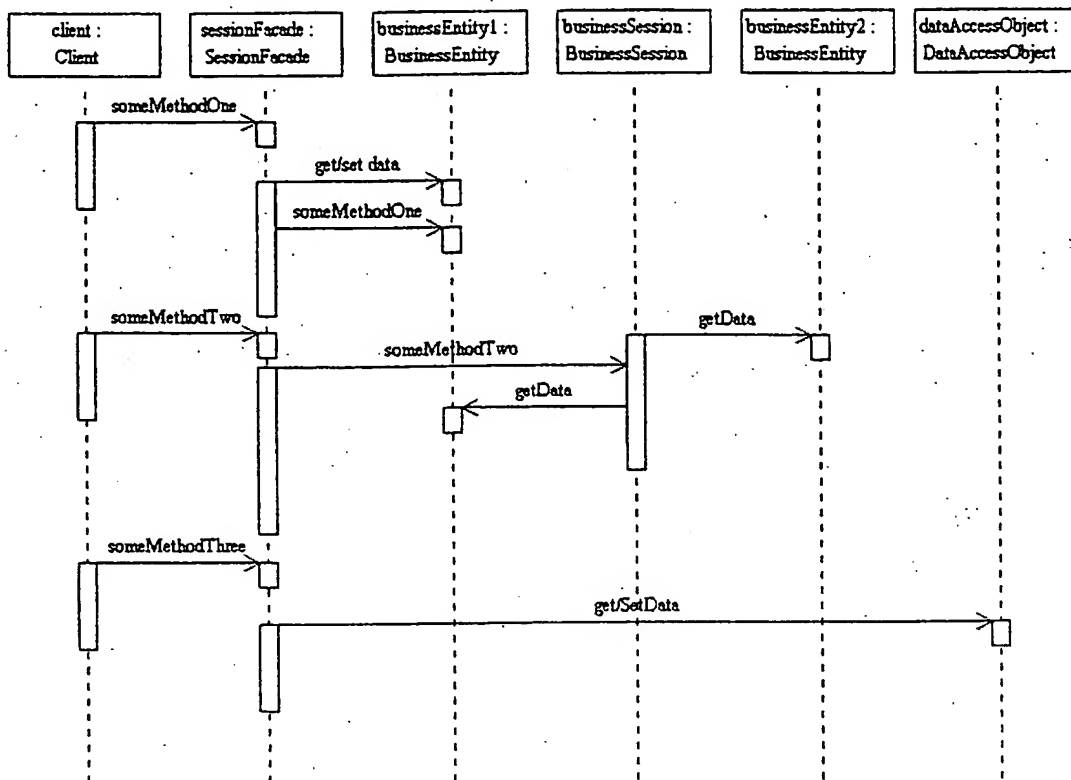 client :
Client
sessionFacade :
SessionFacade
businessEntity1 :
BusinessEntity
businessSession :
BusinessSession
businessEntity2 :
BusinessEntity
dataAccessObject :
DataAccessObject
someMethodOne
get/set data
someMethodOne
someMethodTwo
getData
someMethodTwo
getData
someMethodThree
get/SetData